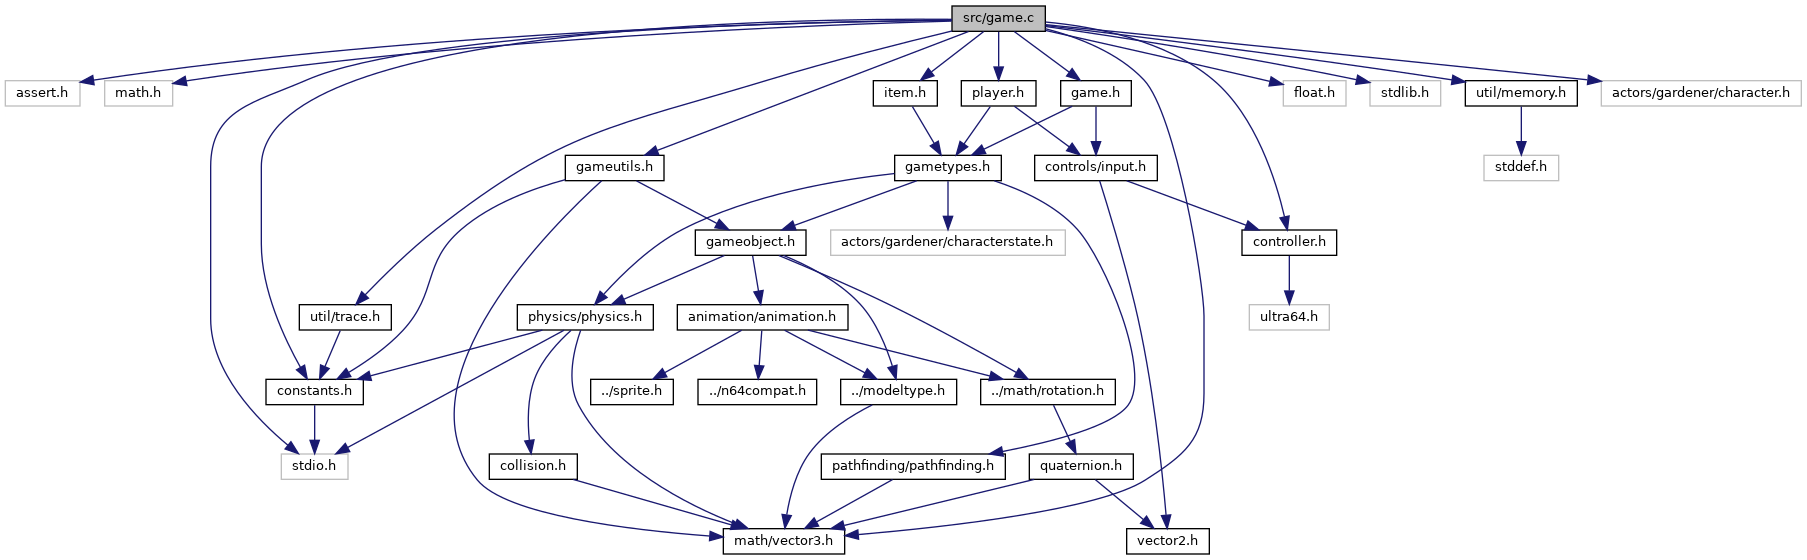 src/game.c
assert.h
math.h
item.h
player.h
game.h
float.h
stdlib.h
util/memory.h
actors/gardener/character.h
gameutils.h
gametypes.h
controls/input.h
stddef.h
gameobject.h
actors/gardener/characterstate.h
controller.h
util/trace.h
physics/physics.h
animation/animation.h
ultra64.h
constants.h
../sprite.h
../n64compat.h
../modeltype.h
../math/rotation.h
stdio.h
collision.h
pathfinding/pathfinding.h
quaternion.h
math/vector3.h
vector2.h